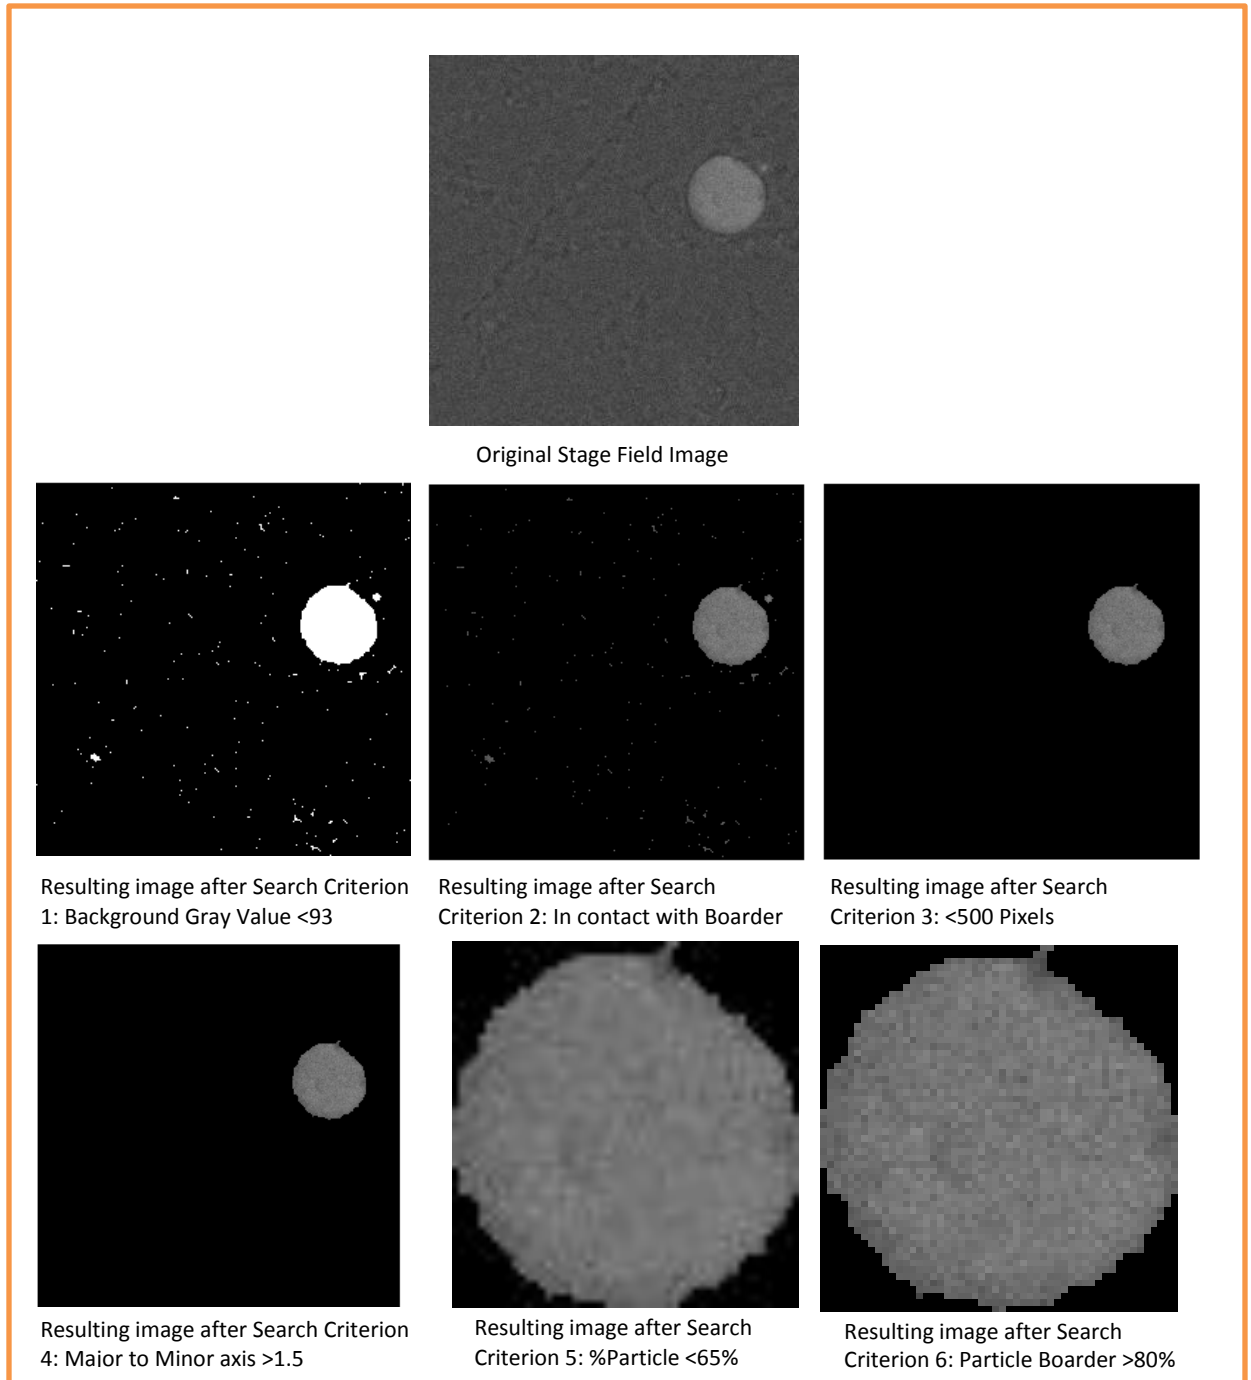 Original Stage Field Image
Resulting image after Search Criterion
1: Background Gray Value <93
Resulting image after Search
Criterion 2: In contact with Boarder
Resulting image after Search
Criterion 3: <500 Pixels
Resulting image after Search Criterion
4: Maior to Minor axis >1.5
Resulting image after Search
Criterion 5: %Particle <65%
Resulting image after Search
Criterion 6: Particle Boarder >80%